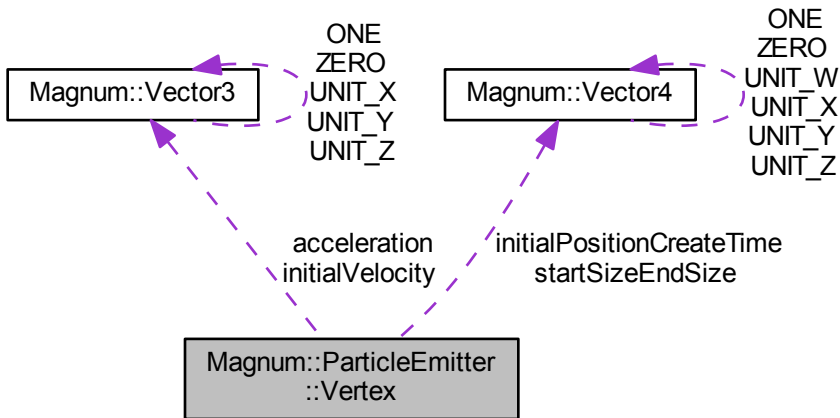 ONE
ZERO
UNIT_X
UNIT_Y
UNIT_Z
Magnum::Vector3
ONE
ZERO
UNIT_W
UNIT_X
UNIT_Y
UNIT_Z
Magnum::Vector4
acceleration
initialVelocity
initialPositionCreateTime
startSizeEndSize
Magnum::ParticleEmitter
::Vertex